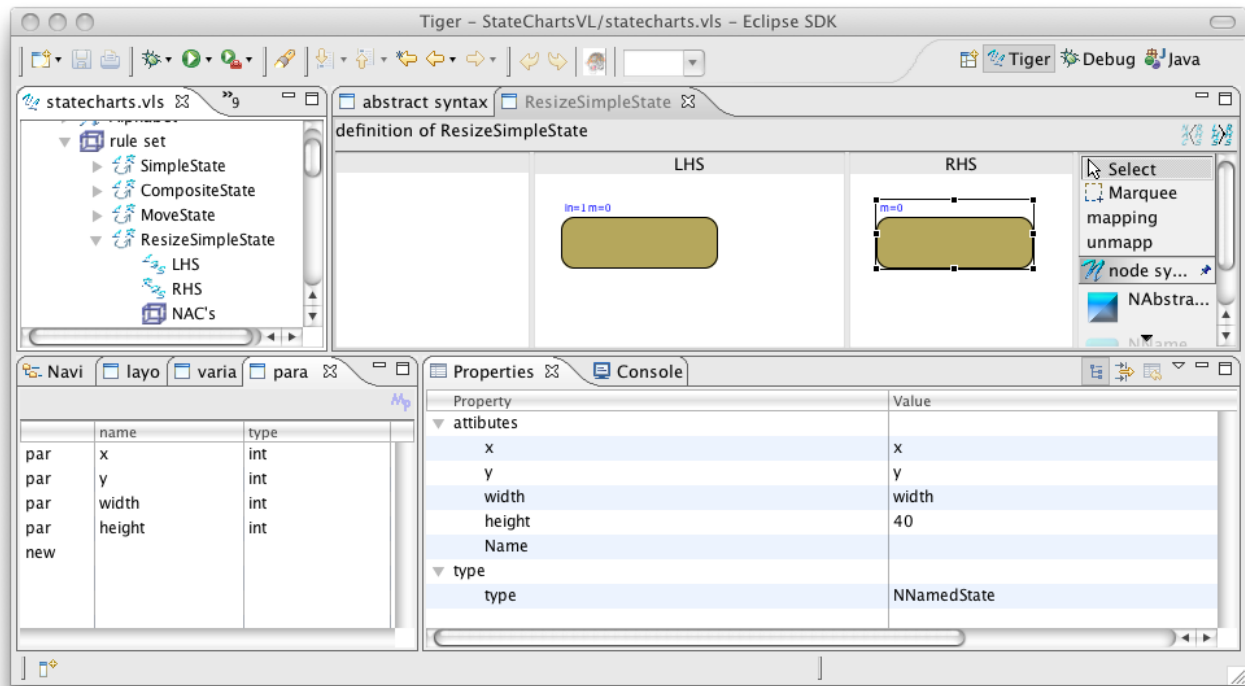 Tiger – StateChartsVL/statecharts.vls – Eclipse SDK
Tiger Debug Java
statecharts.vls »9
Alphabet
rule set
SimpleState
CompositeState
MoveState
ResizeSimpleState
LHS
RHS
NAC's
abstract syntax ResizeSimpleState
definition of ResizeSimpleState
LHS RHS
in=1 m=0
m=0
Select
Marquee
mapping
unmapp
node sy...
NAbstra...
NName
Navi layo varia para
name type
par x int
par y int
par width int
par height int
new
Properties Console
Property Value
attibutes
x x
y y
width width
height 40
Name
type
type NNamedState